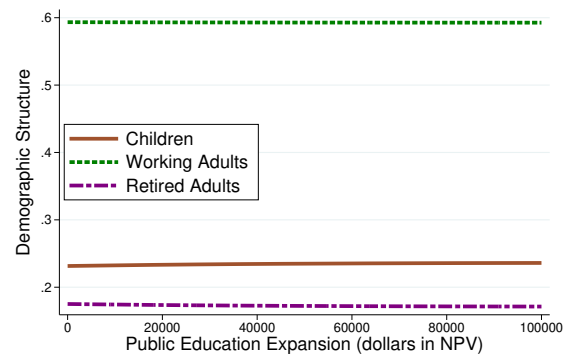 Demographic Structure
.6
.5
.4
.3
.2
Children
Working Adults
Retired Adults
0 20000 40000 60000 80000 100000
Public Education Expansion (dollars in NPV)